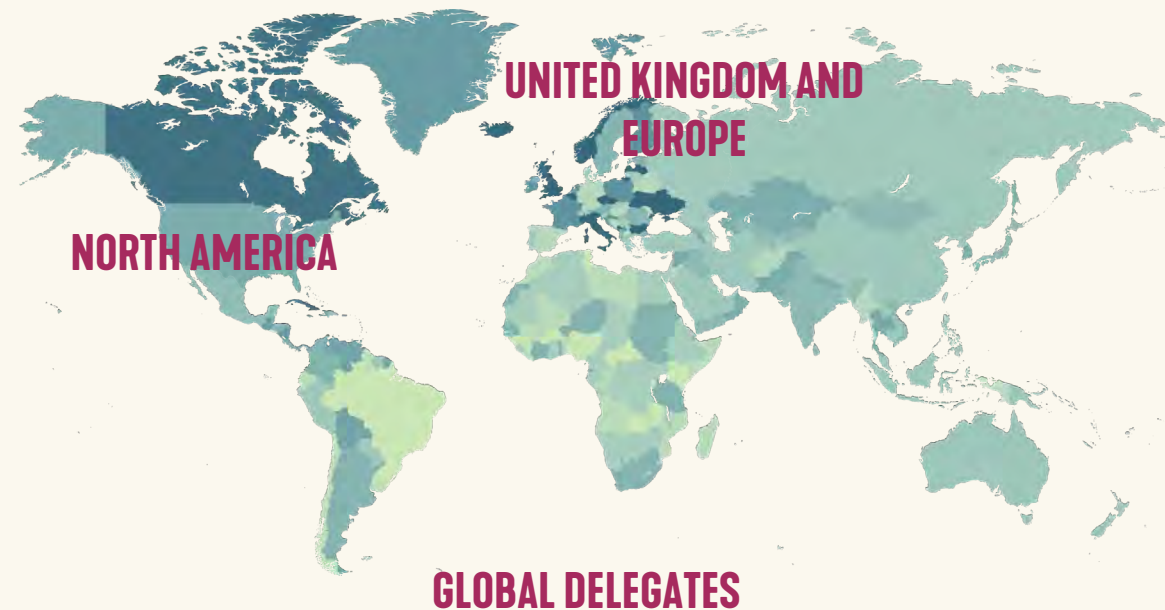 UNITED KINGDOM AND
EUROPE
NORTH AMERICA
GLOBAL DELEGATES